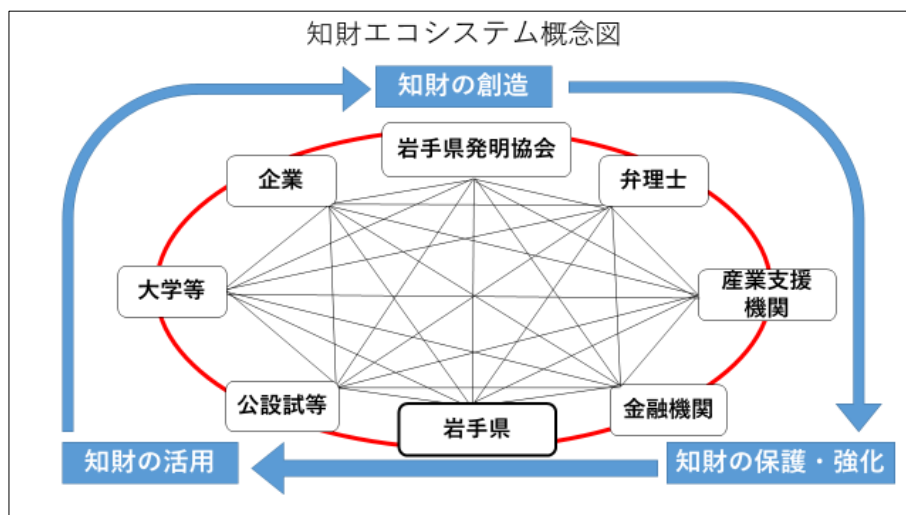 知財エコシステム概念図
知財の創造
岩手県発明協会
企業
弁理士
大学等
産業支援
機関
公設試等
金融機関
岩手県
知財の活用
知財の保護・強化